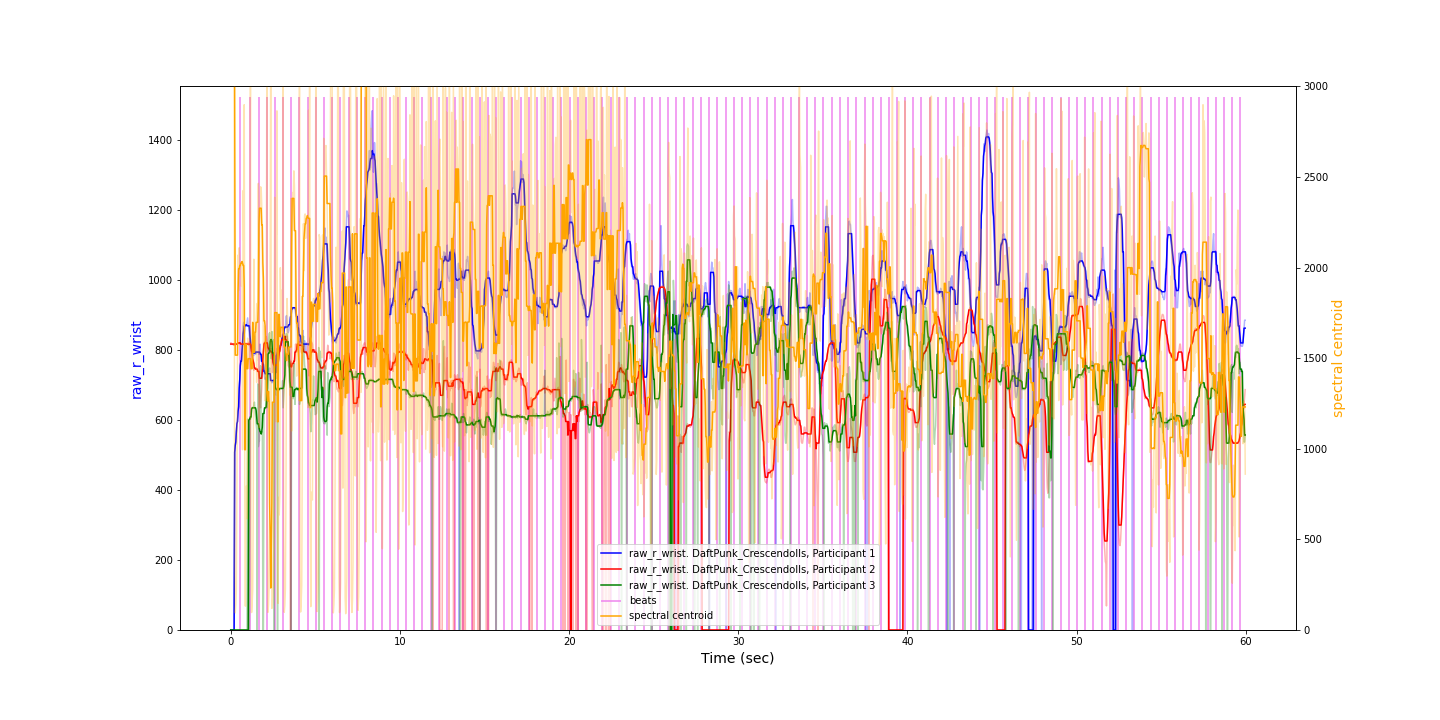 1400
1200
1000
800
600
400
200
0
raw_r_wrist
3000
2500
2000
1500
1000
500
0
spectral centroid
raw_r_wrist. DaftPunk_Crescendolls, Participant 1
raw_r_wrist. DaftPunk_Crescendolls, Participant 2
raw_r_wrist. DaftPunk_Crescendolls, Participant 3
beats
spectral centroid
0 10 20 30 40 50 60
Time (sec)